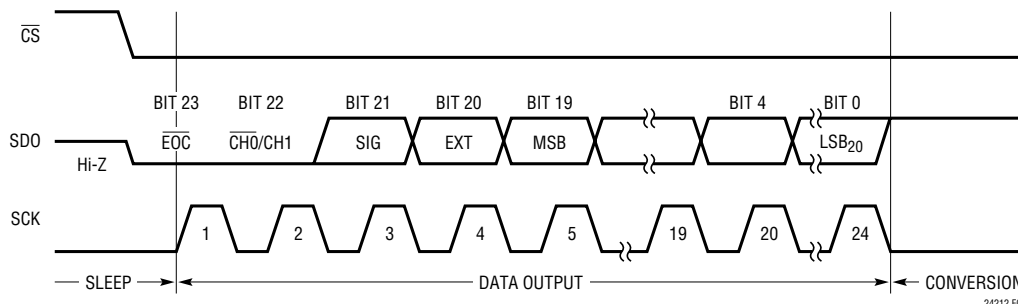 CS
BIT 23 BIT 22 BIT 21 BIT 20 BIT 19 BIT 4 BIT 0
SDO EOC CH0/CH1 SIG EXT MSB LSB20
Hi-Z
SCK
1 2 3 4 5 19 20 24
SLEEP DATA OUTPUT CONVERSION